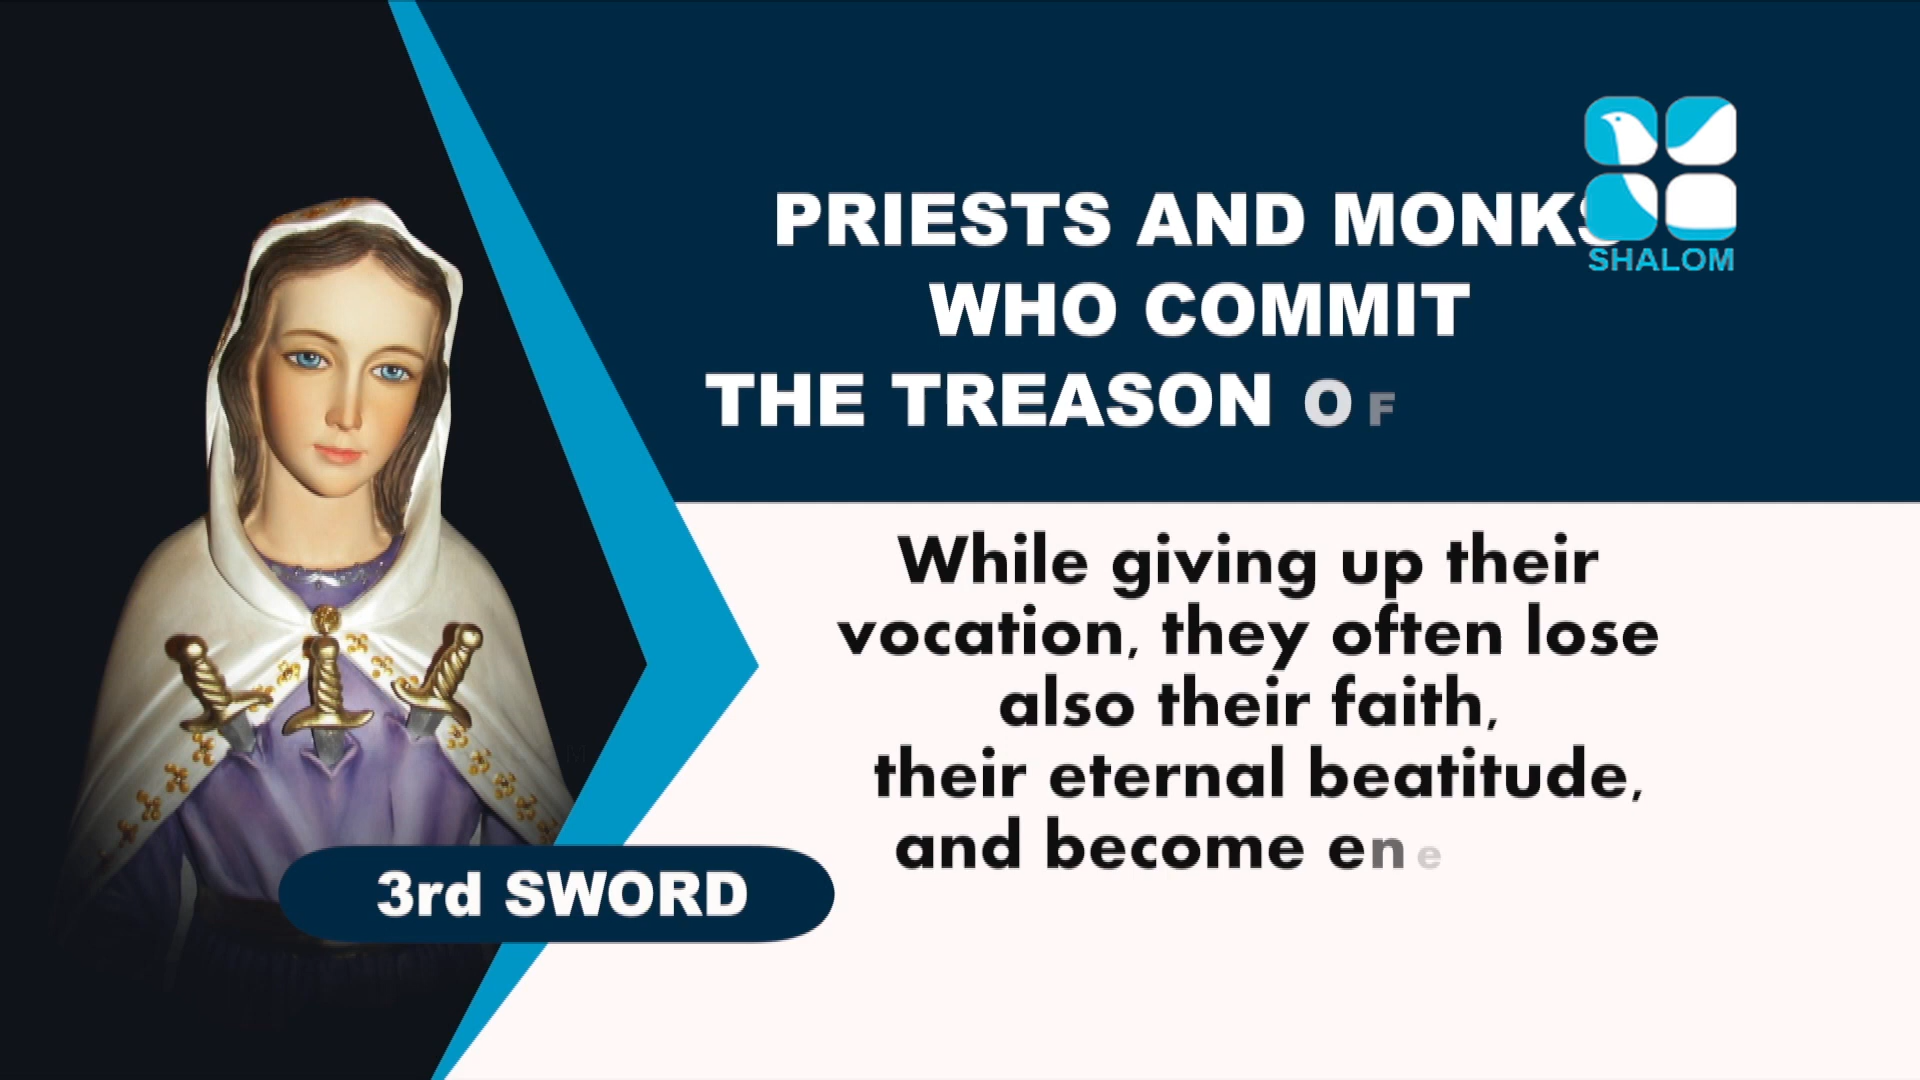 PRIESTS AND MONKS
WHO COMMIT
THE TREASON OF
SHALOM
While giving up their
vocation, they often lose
also their faith,
their eternal beatitude,
and become ene
3rd SWORD